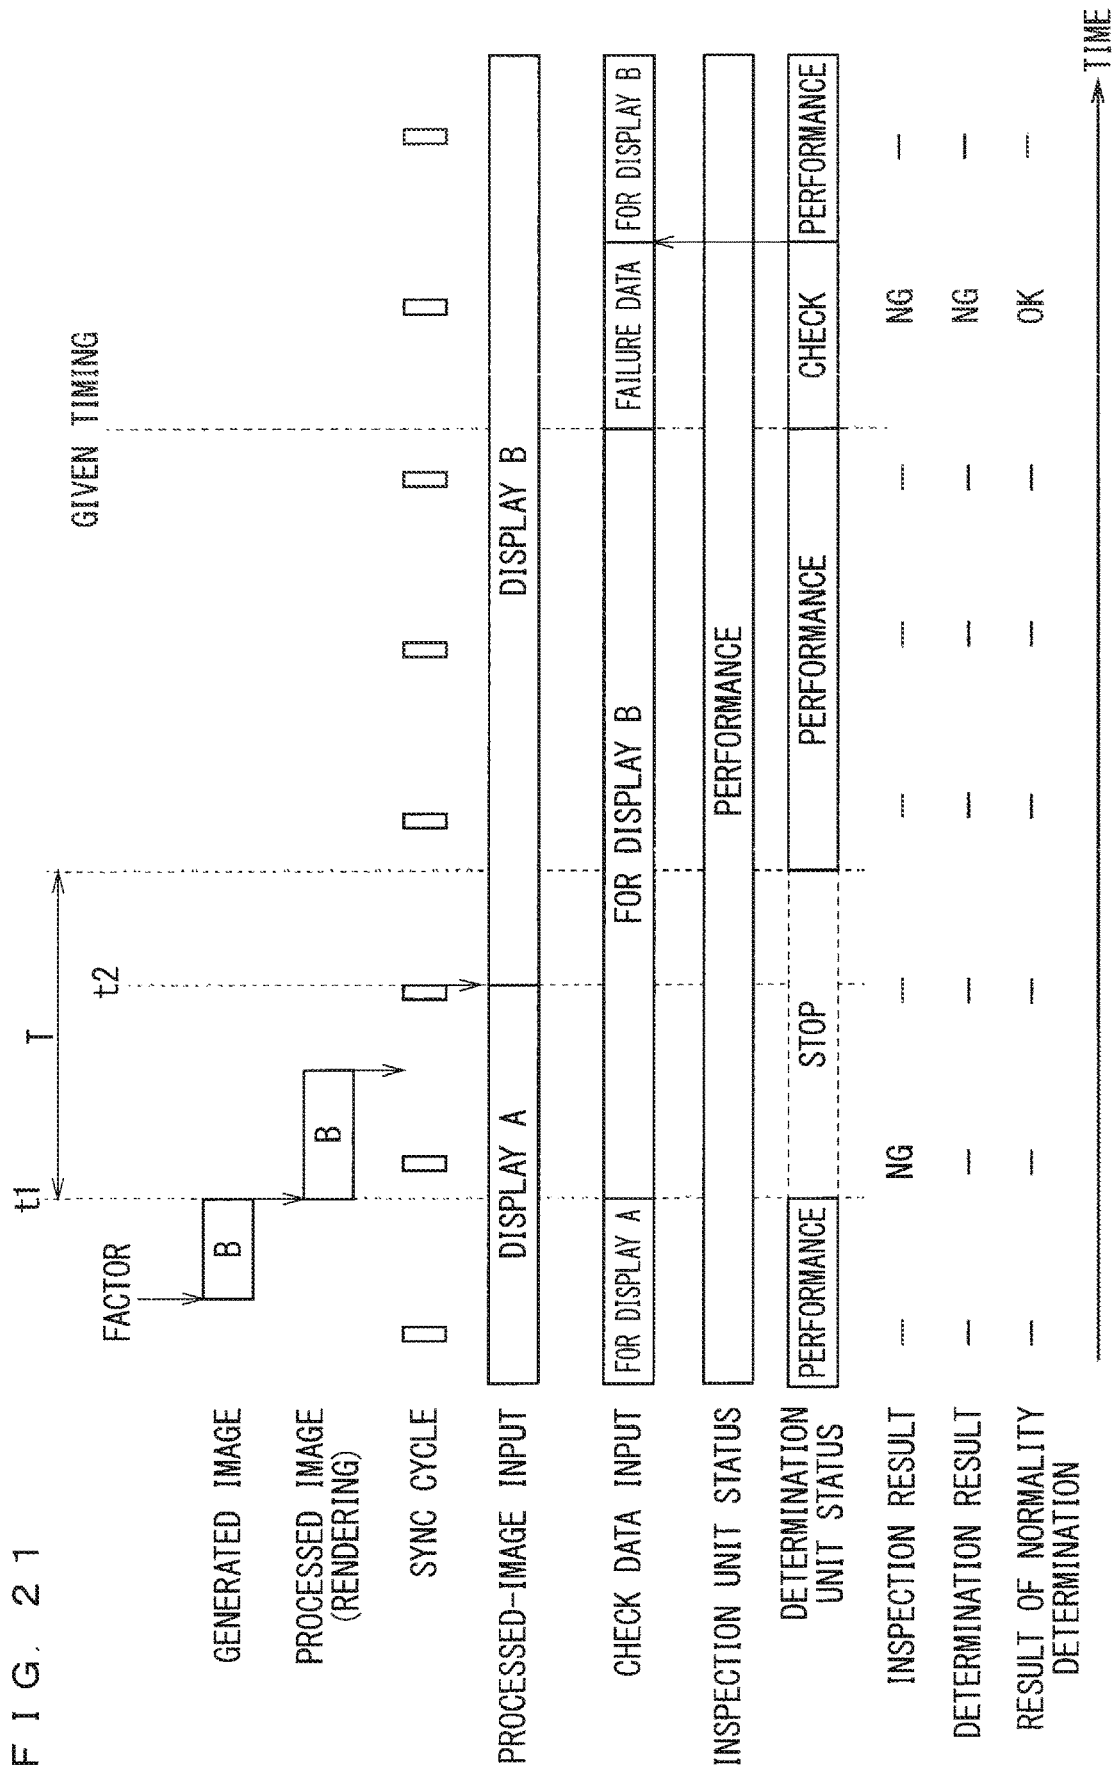 FIG. 21
t1
T
t2
GIVEN TIMING
FACTOR
GENERATED IMAGE
B
PROCESSED IMAGE
(RENDERING)
B
SYNC CYCLE
PROCESSED-IMAGE INPUT
DISPLAY A
DISPLAY B
CHECK DATA INPUT
FOR DISPLAY A
FOR DISPLAY B
FAILURE DATA
FOR DISPLAY B
INSPECTION UNIT STATUS
PERFORMANCE
DETERMINATION
UNIT STATUS
PERFORMANCE
STOP
PERFORMANCE
CHECK
PERFORMANCE
INSPECTION RESULT
— NG — — — — NG —
DETERMINATION RESULT
— — — — — — NG —
RESULT OF NORMALITY
DETERMINATION
— — — — — — OK —
TIME